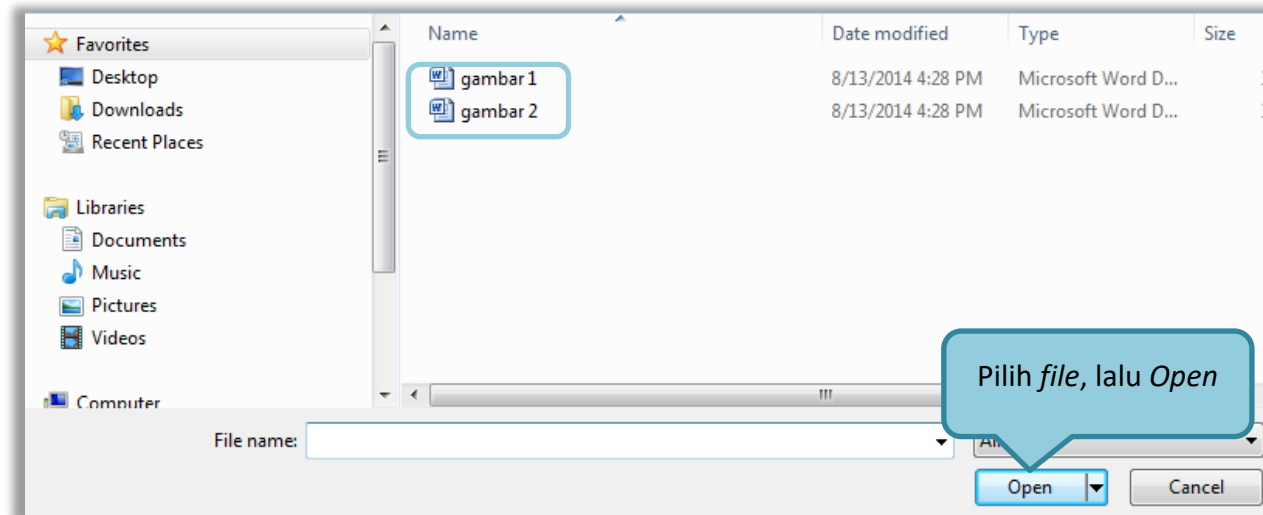 Favorites
Desktop
Downloads
Recent Places
Libraries
Documents
Music
Pictures
Videos
Computer
Name Date modified Type Size
gambar 1 8/13/2014 4:28 PM Microsoft Word D...
gambar 2 8/13/2014 4:28 PM Microsoft Word D...
Pilih file, lalu Open
File name:
Open Cancel